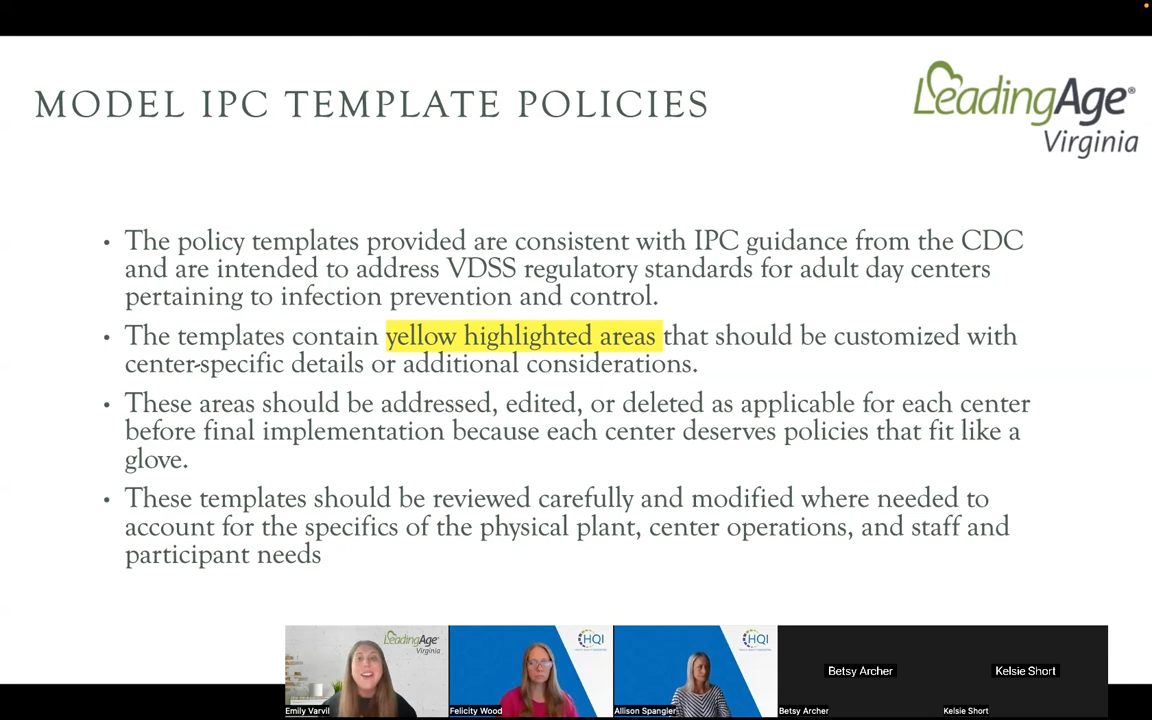 MODEL IPC TEMPLATE POLICIES
LeadingAge®
Virginia
• The policy templates provided are consistent with IPC guidance from the CDC
and are intended to address VDSS regulatory standards for adult day centers
pertaining to infection prevention and control.
• The templates contain yellow highlighted areas that should be customized with
center-specific details or additional considerations.
• These areas should be addressed, edited, or deleted as applicable for each center
before final implementation because each center deserves policies that fit like a
glove.
• These templates should be reviewed carefully and modified where needed to
account for the specifics of the physical plant, center operations, and staff and
participant needs
LeadingAge
Virginia
HQI
HQI
Betsy Archer
Kelsie Short
Emily Varvil
Felicity Wood
Allison Spangler
Betsy Archer
Kelsie Short